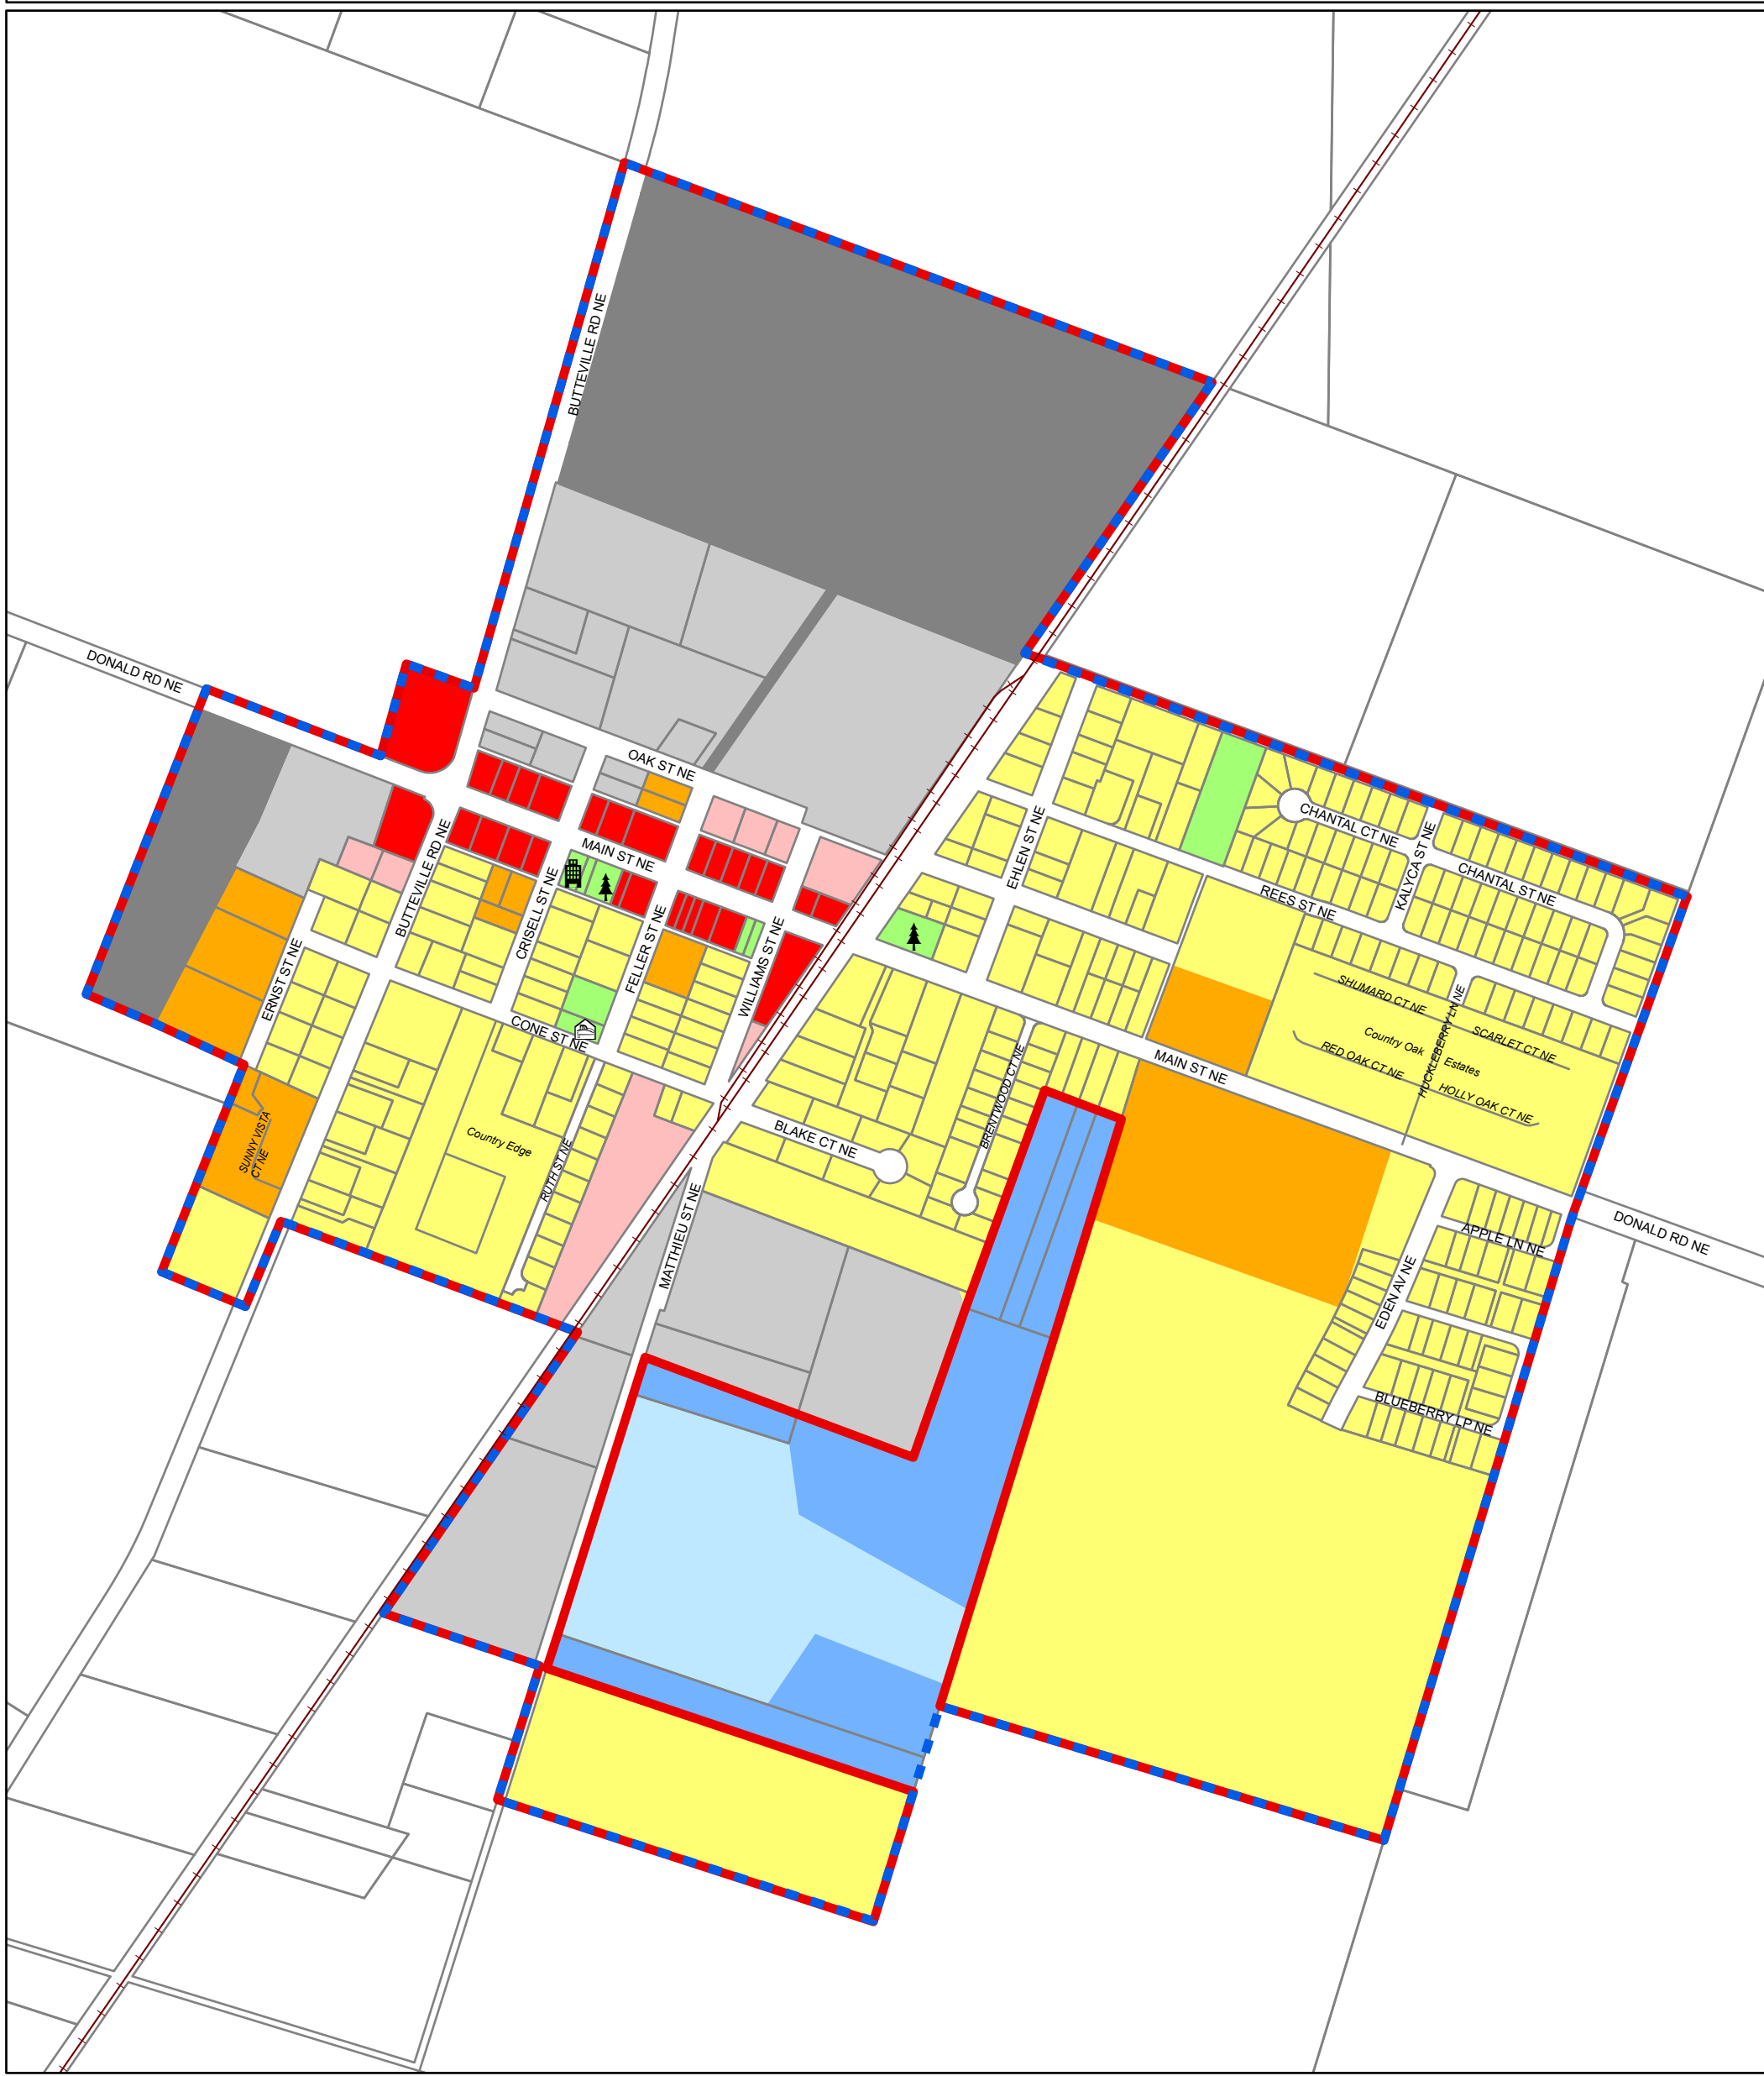 BUTTEVILLE RD NE
DONALD RD NE
OAK ST NE
MAIN ST NE
BUTTEVILLE RD NE
CRISELL ST NE
FELLER ST NE
WILLIAMS ST NE
ERNST ST NE
CONE ST NE
EHLEN ST NE
CHANTAL CT NE
KALYCA ST NE
CHANTAL ST NE
REES ST NE
SHUMARD CT NE
HUCKLEBERRY LN NE
SCARLET CT NE
Country Oak
Estates
RED OAK CT NE
HOLLY OAK CT NE
MAIN ST NE
BRENTWOOD CT NE
BLAKE CT NE
SUNNY VISTA
CT NE
Country Edge
RUTH ST NE
MATTHIEU ST NE
DONALD RD NE
APPLE LN NE
EDEN AV NE
BLUEBERRY LP NE